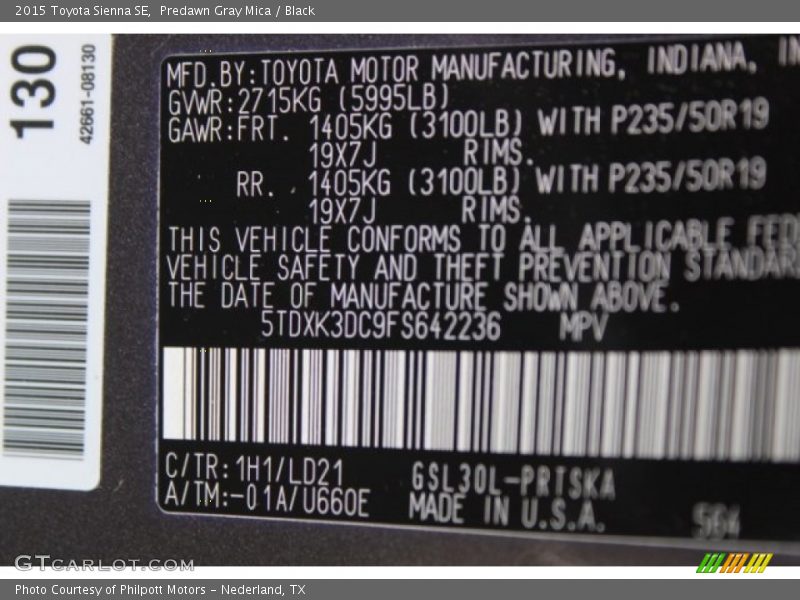 2015 Toyota Sienna SE, Predawn Gray Mica / Black
130
42661-08130
MFD. BY: TOYOTA MOTOR MANUFACTURING, INDIANA,
GVWR: 2715KG (5995LB)
GAWR: FRT. 1405KG (3100LB) WITH P235/50R19
19X7J RIMS.
RR. 1405KG (3100LB) WITH P235/50R19
19X7J RIMS.
THIS VEHICLE CONFORMS TO ALL APPLICABLE FED
VEHICLE SAFETY AND THEFT PREVENTION STANDAR
THE DATE OF MANUFACTURE SHOWN ABOVE.
5TDXK3DC9FS642236 MPV
C/TR: 1H1/LD21 GSL30L-PRTSKA
A/TM:-01A/U660E MADE IN U.S.A. 564
GTCARLOT.COM
Photo Courtesy of Philpott Motors - Nederland, TX